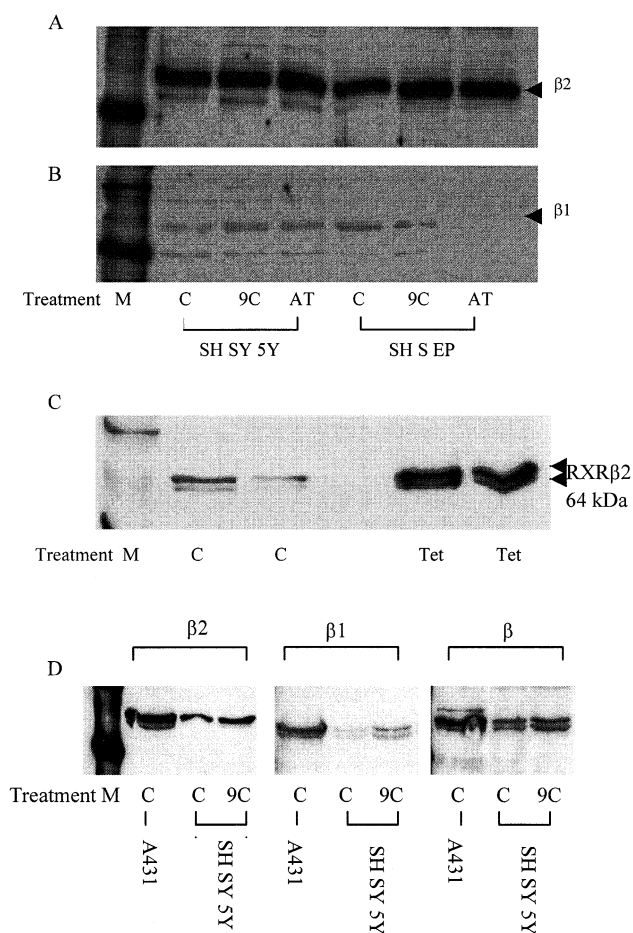 A
β2
B
β1
Treatment M C 9C AT C 9C AT
SH SY 5Y SH S EP
C
RXRβ2
64 kDa
Treatment M C C Tet Tet
β2 β1 β
D
Treatment M C C 9C C C 9C C C 9C
A431 SH SY 5Y A431 SH SY 5Y A431 SH SY 5Y